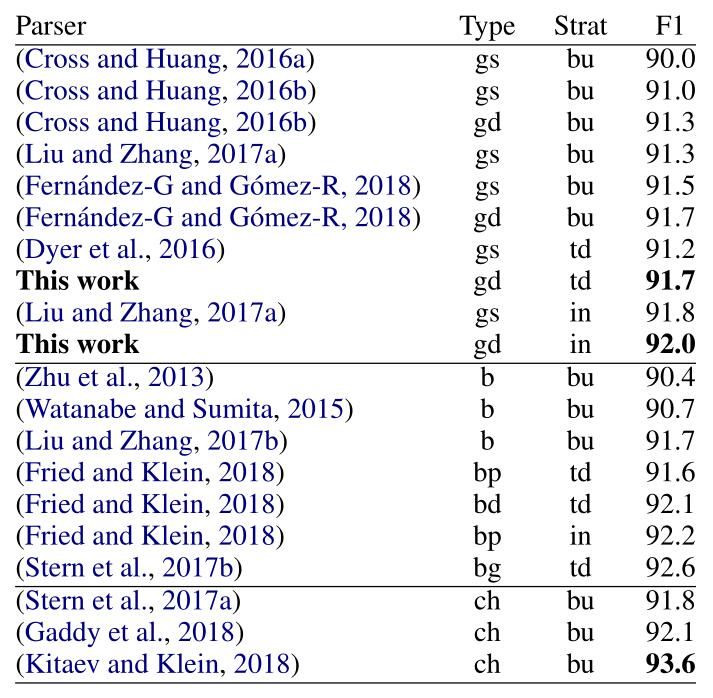 Parser Type Strat F1
(Cross and Huang, 2016a) gs bu 90.0
(Cross and Huang, 2016b) gs bu 91.0
(Cross and Huang, 2016b) gd bu 91.3
(Liu and Zhang, 2017a) gs bu 91.3
(Fernández-G and Gómez-R, 2018) gs bu 91.5
(Fernández-G and Gómez-R, 2018) gd bu 91.7
(Dyer et al., 2016) gs td 91.2
This work gd td 91.7
(Liu and Zhang, 2017a) gs in 91.8
This work gd in 92.0
(Zhu et al., 2013) b bu 90.4
(Watanabe and Sumita, 2015) b bu 90.7
(Liu and Zhang, 2017b) b bu 91.7
(Fried and Klein, 2018) bp td 91.6
(Fried and Klein, 2018) bd td 92.1
(Fried and Klein, 2018) bp in 92.2
(Stern et al., 2017b) bg td 92.6
(Stern et al., 2017a) ch bu 91.8
(Gaddy et al., 2018) ch bu 92.1
(Kitaev and Klein, 2018) ch bu 93.6